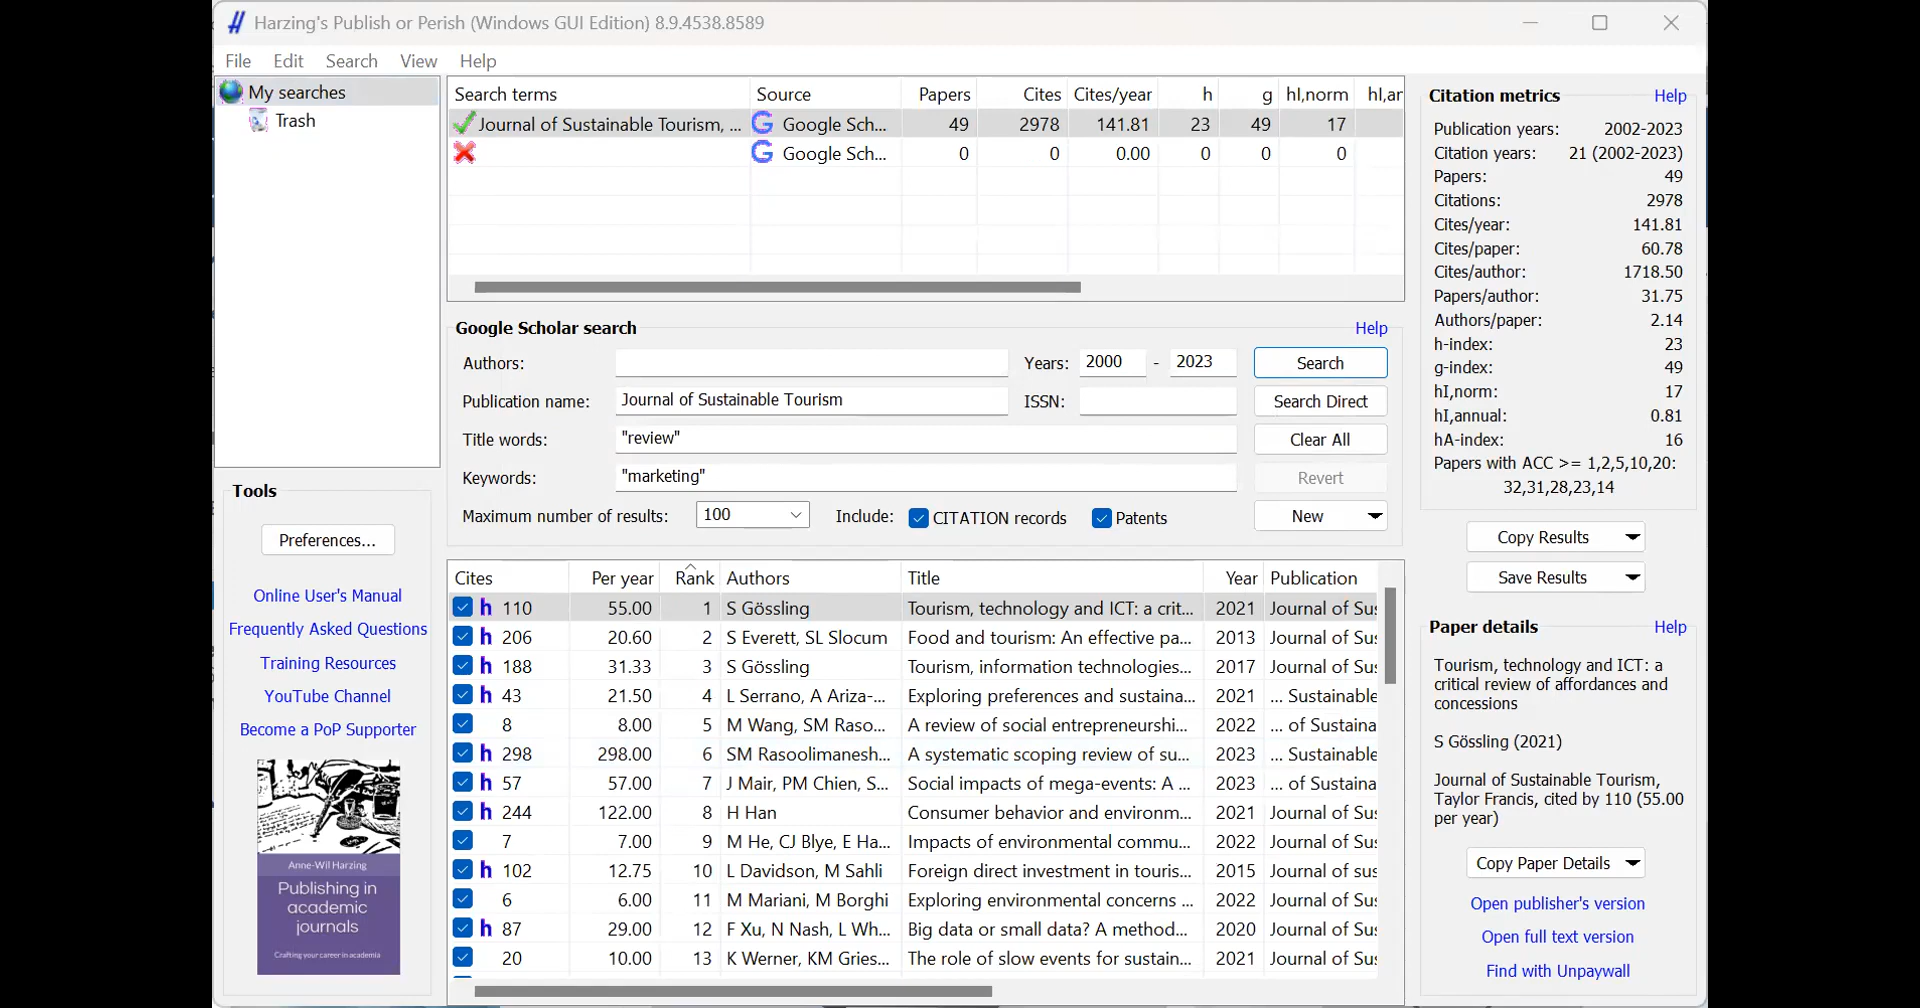 Harzing's Publish or Perish (Windows GUI Edition) 8.9.4538.8589
File Edit Search View Help
My searches
Trash
Search terms Source Papers Cites Cites/year h g hI,norm hI,ar
Journal of Sustainable Tourism, ... Google Sch... 49 2978 141.81 23 49 17
Google Sch... 0 0 0.00 0 0 0
Google Scholar search Help
Authors: Years: 2000 - 2023 Search
Publication name: Journal of Sustainable Tourism ISSN: Search Direct
Title words: "review" Clear All
Keywords: "marketing" Revert
Maximum number of results: 100 Include: CITATION records Patents New
Cites Per year Rank Authors Title Year Publication
h 110 55.00 1 S Gössling Tourism, technology and ICT: a crit... 2021 Journal of Sus
h 206 20.60 2 S Everett, SL Slocum Food and tourism: An effective pa... 2013 Journal of Sus
h 188 31.33 3 S Gössling Tourism, information technologies... 2017 Journal of Sus
h 43 21.50 4 L Serrano, A Ariza-... Exploring preferences and sustaina... 2021 ... Sustainable
8 8.00 5 M Wang, SM Raso... A review of social entrepreneurshi... 2022 ... of Sustaina
h 298 298.00 6 SM Rasoolimanesh... A systematic scoping review of su... 2023 ... Sustainable
h 57 57.00 7 J Mair, PM Chien, S... Social impacts of mega-events: A ... 2023 ... of Sustaina
h 244 122.00 8 H Han Consumer behavior and environm... 2021 Journal of Sus
7 7.00 9 M He, CJ Blye, E Ha... Impacts of environmental commu... 2022 Journal of Sus
h 102 12.75 10 L Davidson, M Sahli Foreign direct investment in touris... 2015 Journal of sus
6 6.00 11 M Mariani, M Borghi Exploring environmental concerns ... 2022 Journal of Sus
h 87 29.00 12 F Xu, N Nash, L Wh... Big data or small data? A method... 2020 Journal of Sus
20 10.00 13 K Werner, KM Gries... The role of slow events for sustain... 2021 Journal of Sus
Tools
Preferences...
Online User's Manual
Frequently Asked Questions
Training Resources
YouTube Channel
Become a PoP Supporter
Anne-Wil Harzing
Publishing in
academic
journals
Crafting your career in academia
Citation metrics Help
Publication years: 2002-2023
Citation years: 21 (2002-2023)
Papers: 49
Citations: 2978
Cites/year: 141.81
Cites/paper: 60.78
Cites/author: 1718.50
Papers/author: 31.75
Authors/paper: 2.14
h-index: 23
g-index: 49
hI,norm: 17
hI,annual: 0.81
hA-index: 16
Papers with ACC >= 1,2,5,10,20:
32,31,28,23,14
Copy Results
Save Results
Paper details Help
Tourism, technology and ICT: a
critical review of affordances and
concessions
S Gössling (2021)
Journal of Sustainable Tourism,
Taylor Francis, cited by 110 (55.00
per year)
Copy Paper Details
Open publisher's version
Open full text version
Find with Unpaywall